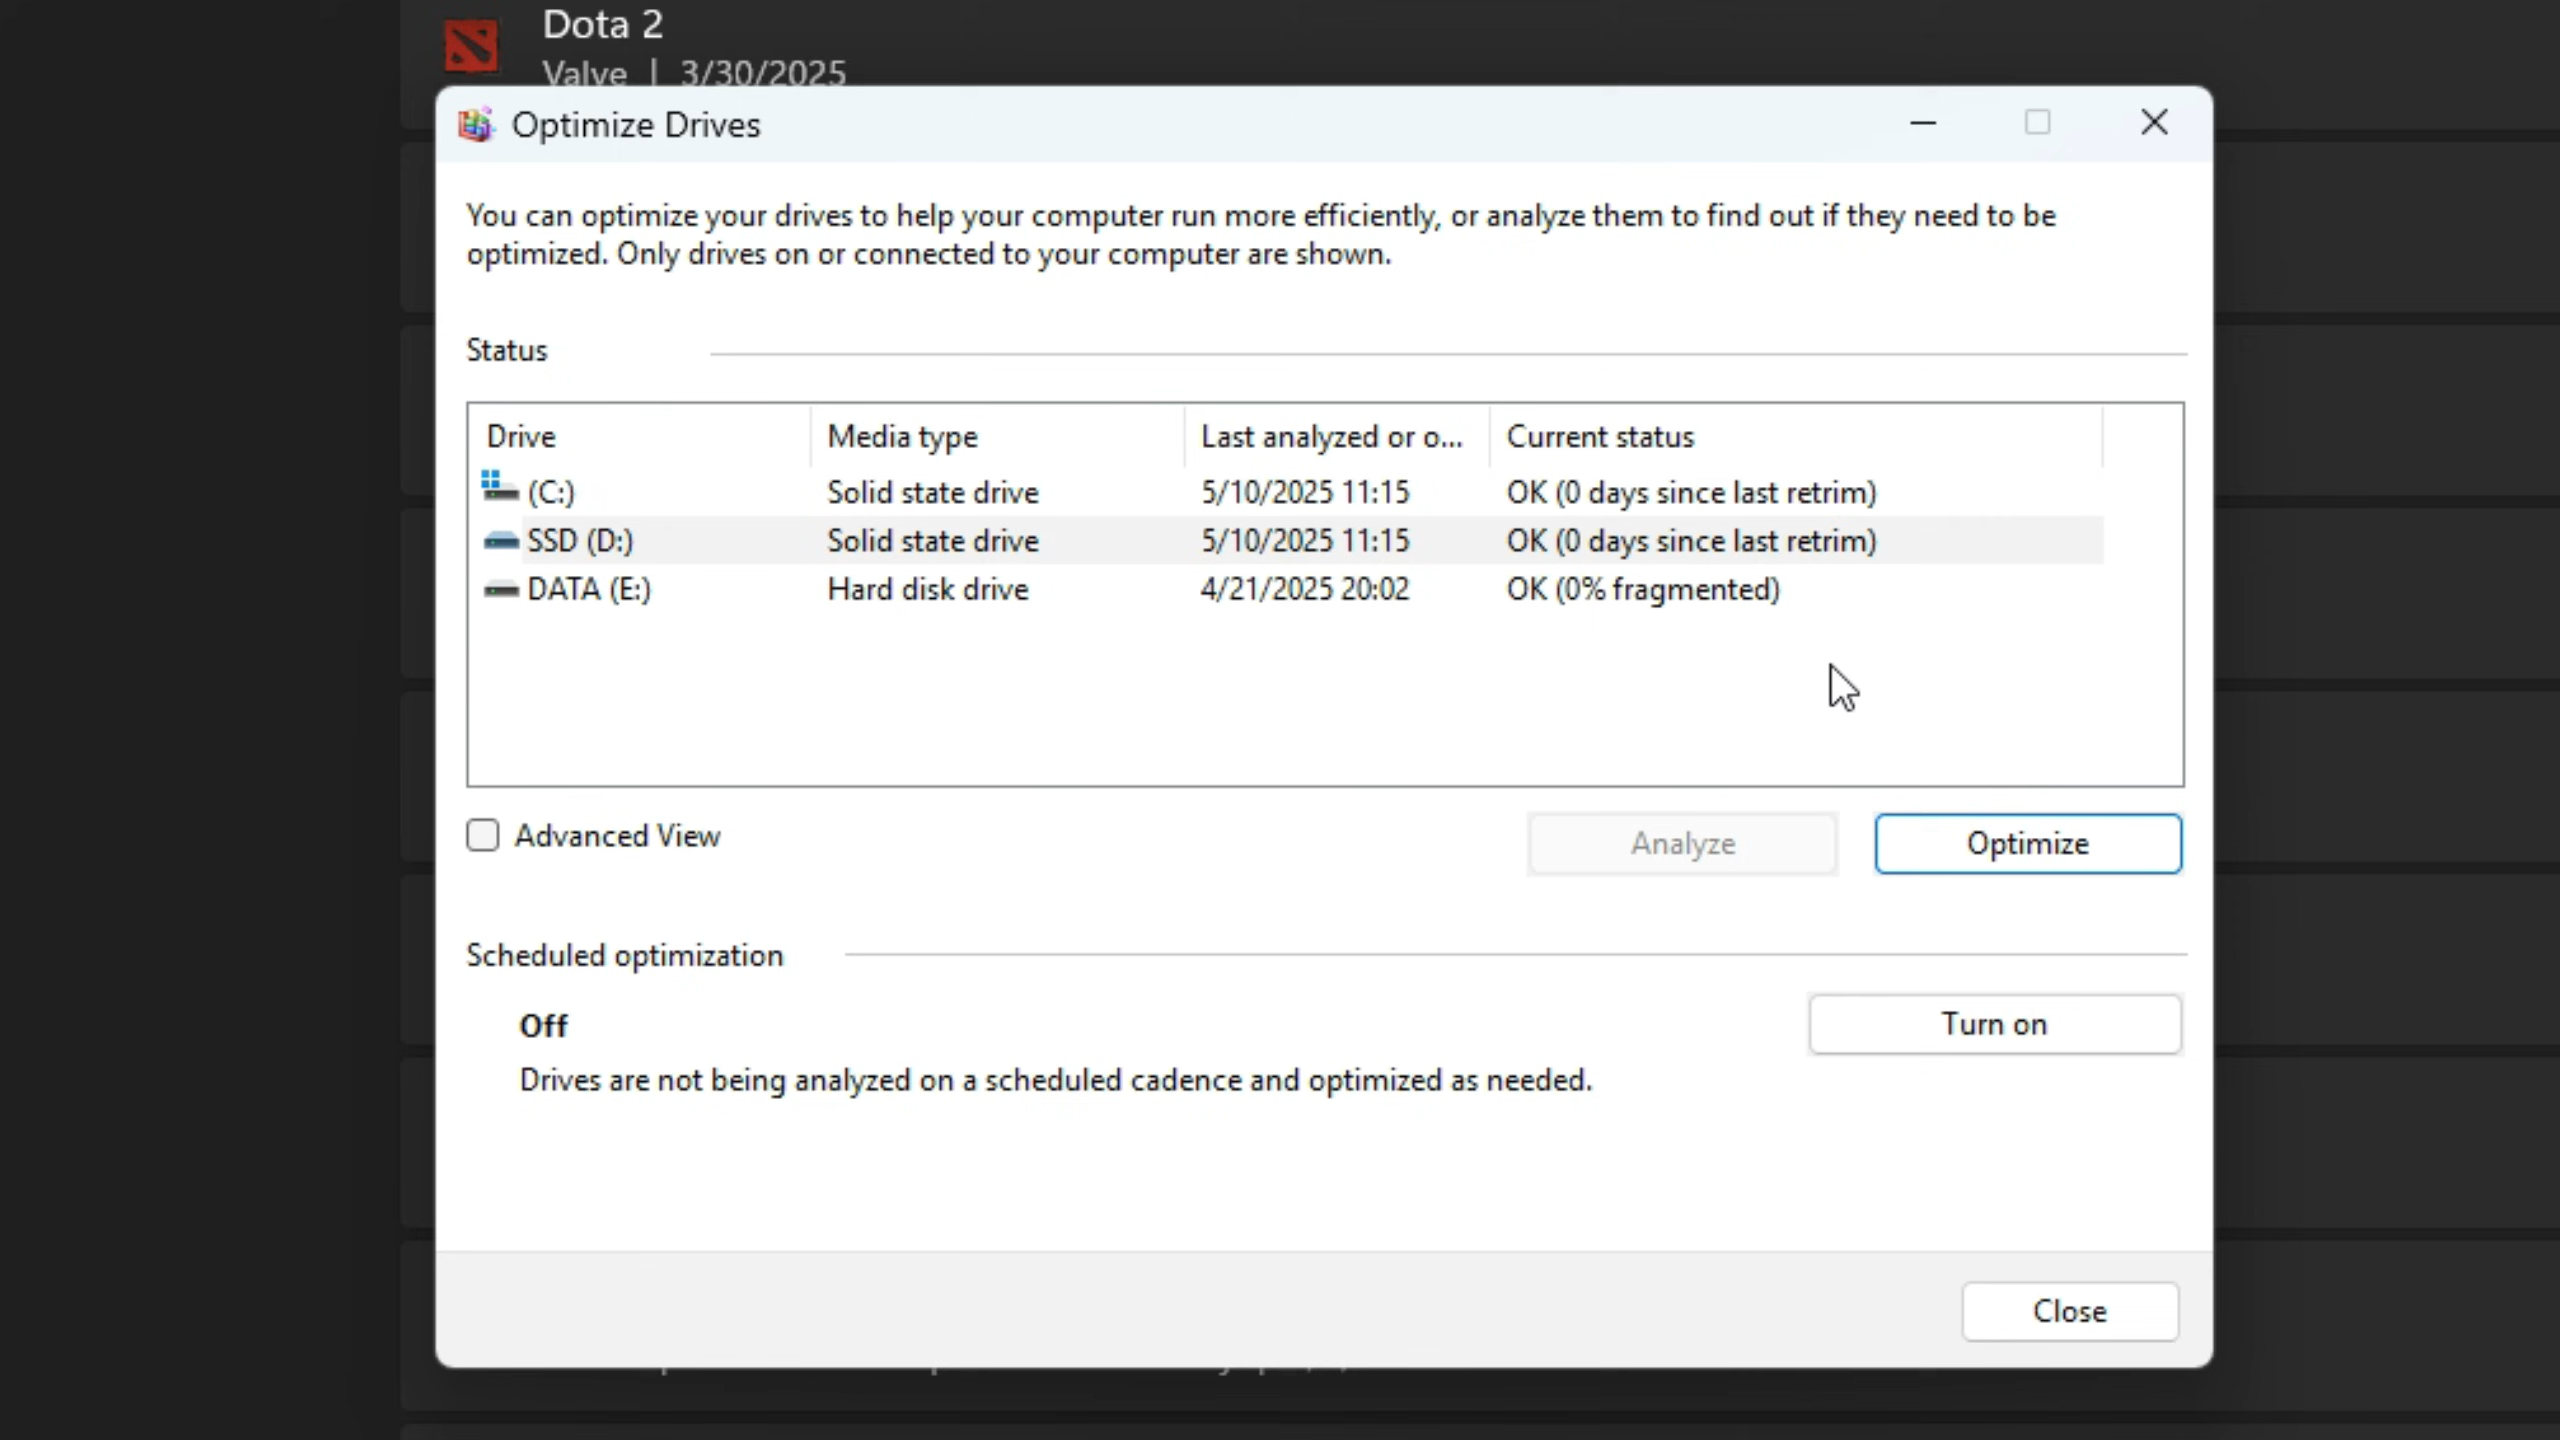 Dota 2
Valve | 3/30/2025
Optimize Drives
You can optimize your drives to help your computer run more efficiently, or analyze them to find out if they need to be
optimized. Only drives on or connected to your computer are shown.
Status
Drive Media type Last analyzed or o... Current status
(C:) Solid state drive 5/10/2025 11:15 OK (0 days since last retrim)
SSD (D:) Solid state drive 5/10/2025 11:15 OK (0 days since last retrim)
DATA (E:) Hard disk drive 4/21/2025 20:02 OK (0% fragmented)
Advanced View
Analyze
Optimize
Scheduled optimization
Off
Turn on
Drives are not being analyzed on a scheduled cadence and optimized as needed.
Close